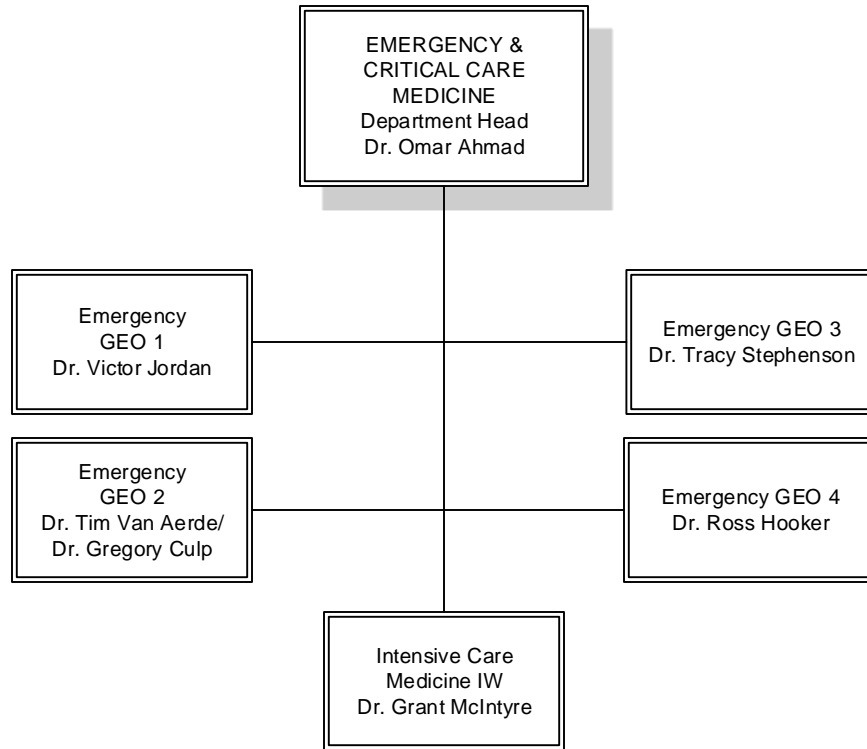 EMERGENCY &
CRITICAL CARE
MEDICINE
Department Head
Dr. Omar Ahmad
Emergency
GEO 1
Dr. Victor Jordan
Emergency GEO 3
Dr. Tracy Stephenson
Emergency
GEO 2
Dr. Tim Van Aerde/
Dr. Gregory Culp
Emergency GEO 4
Dr. Ross Hooker
Intensive Care
Medicine IW
Dr. Grant McIntyre